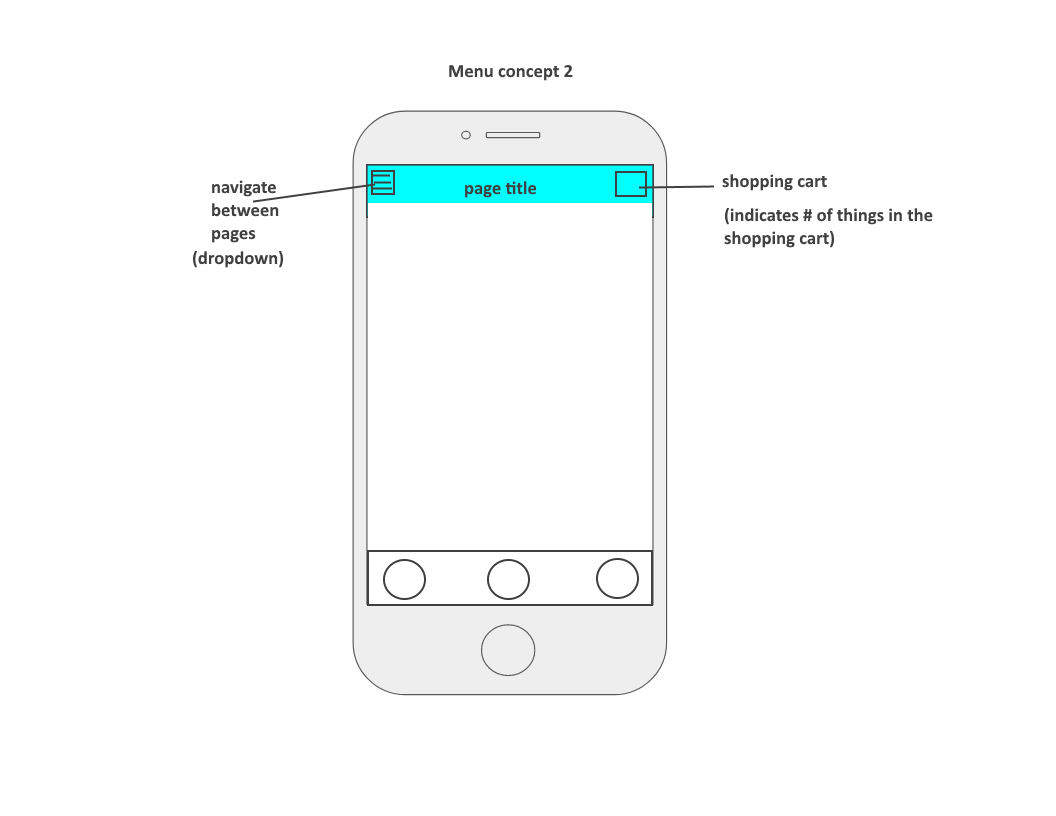 Menu concept 2
navigate
between
pages
(dropdown)
page title
shopping cart
(indicates # of things in the
shopping cart)